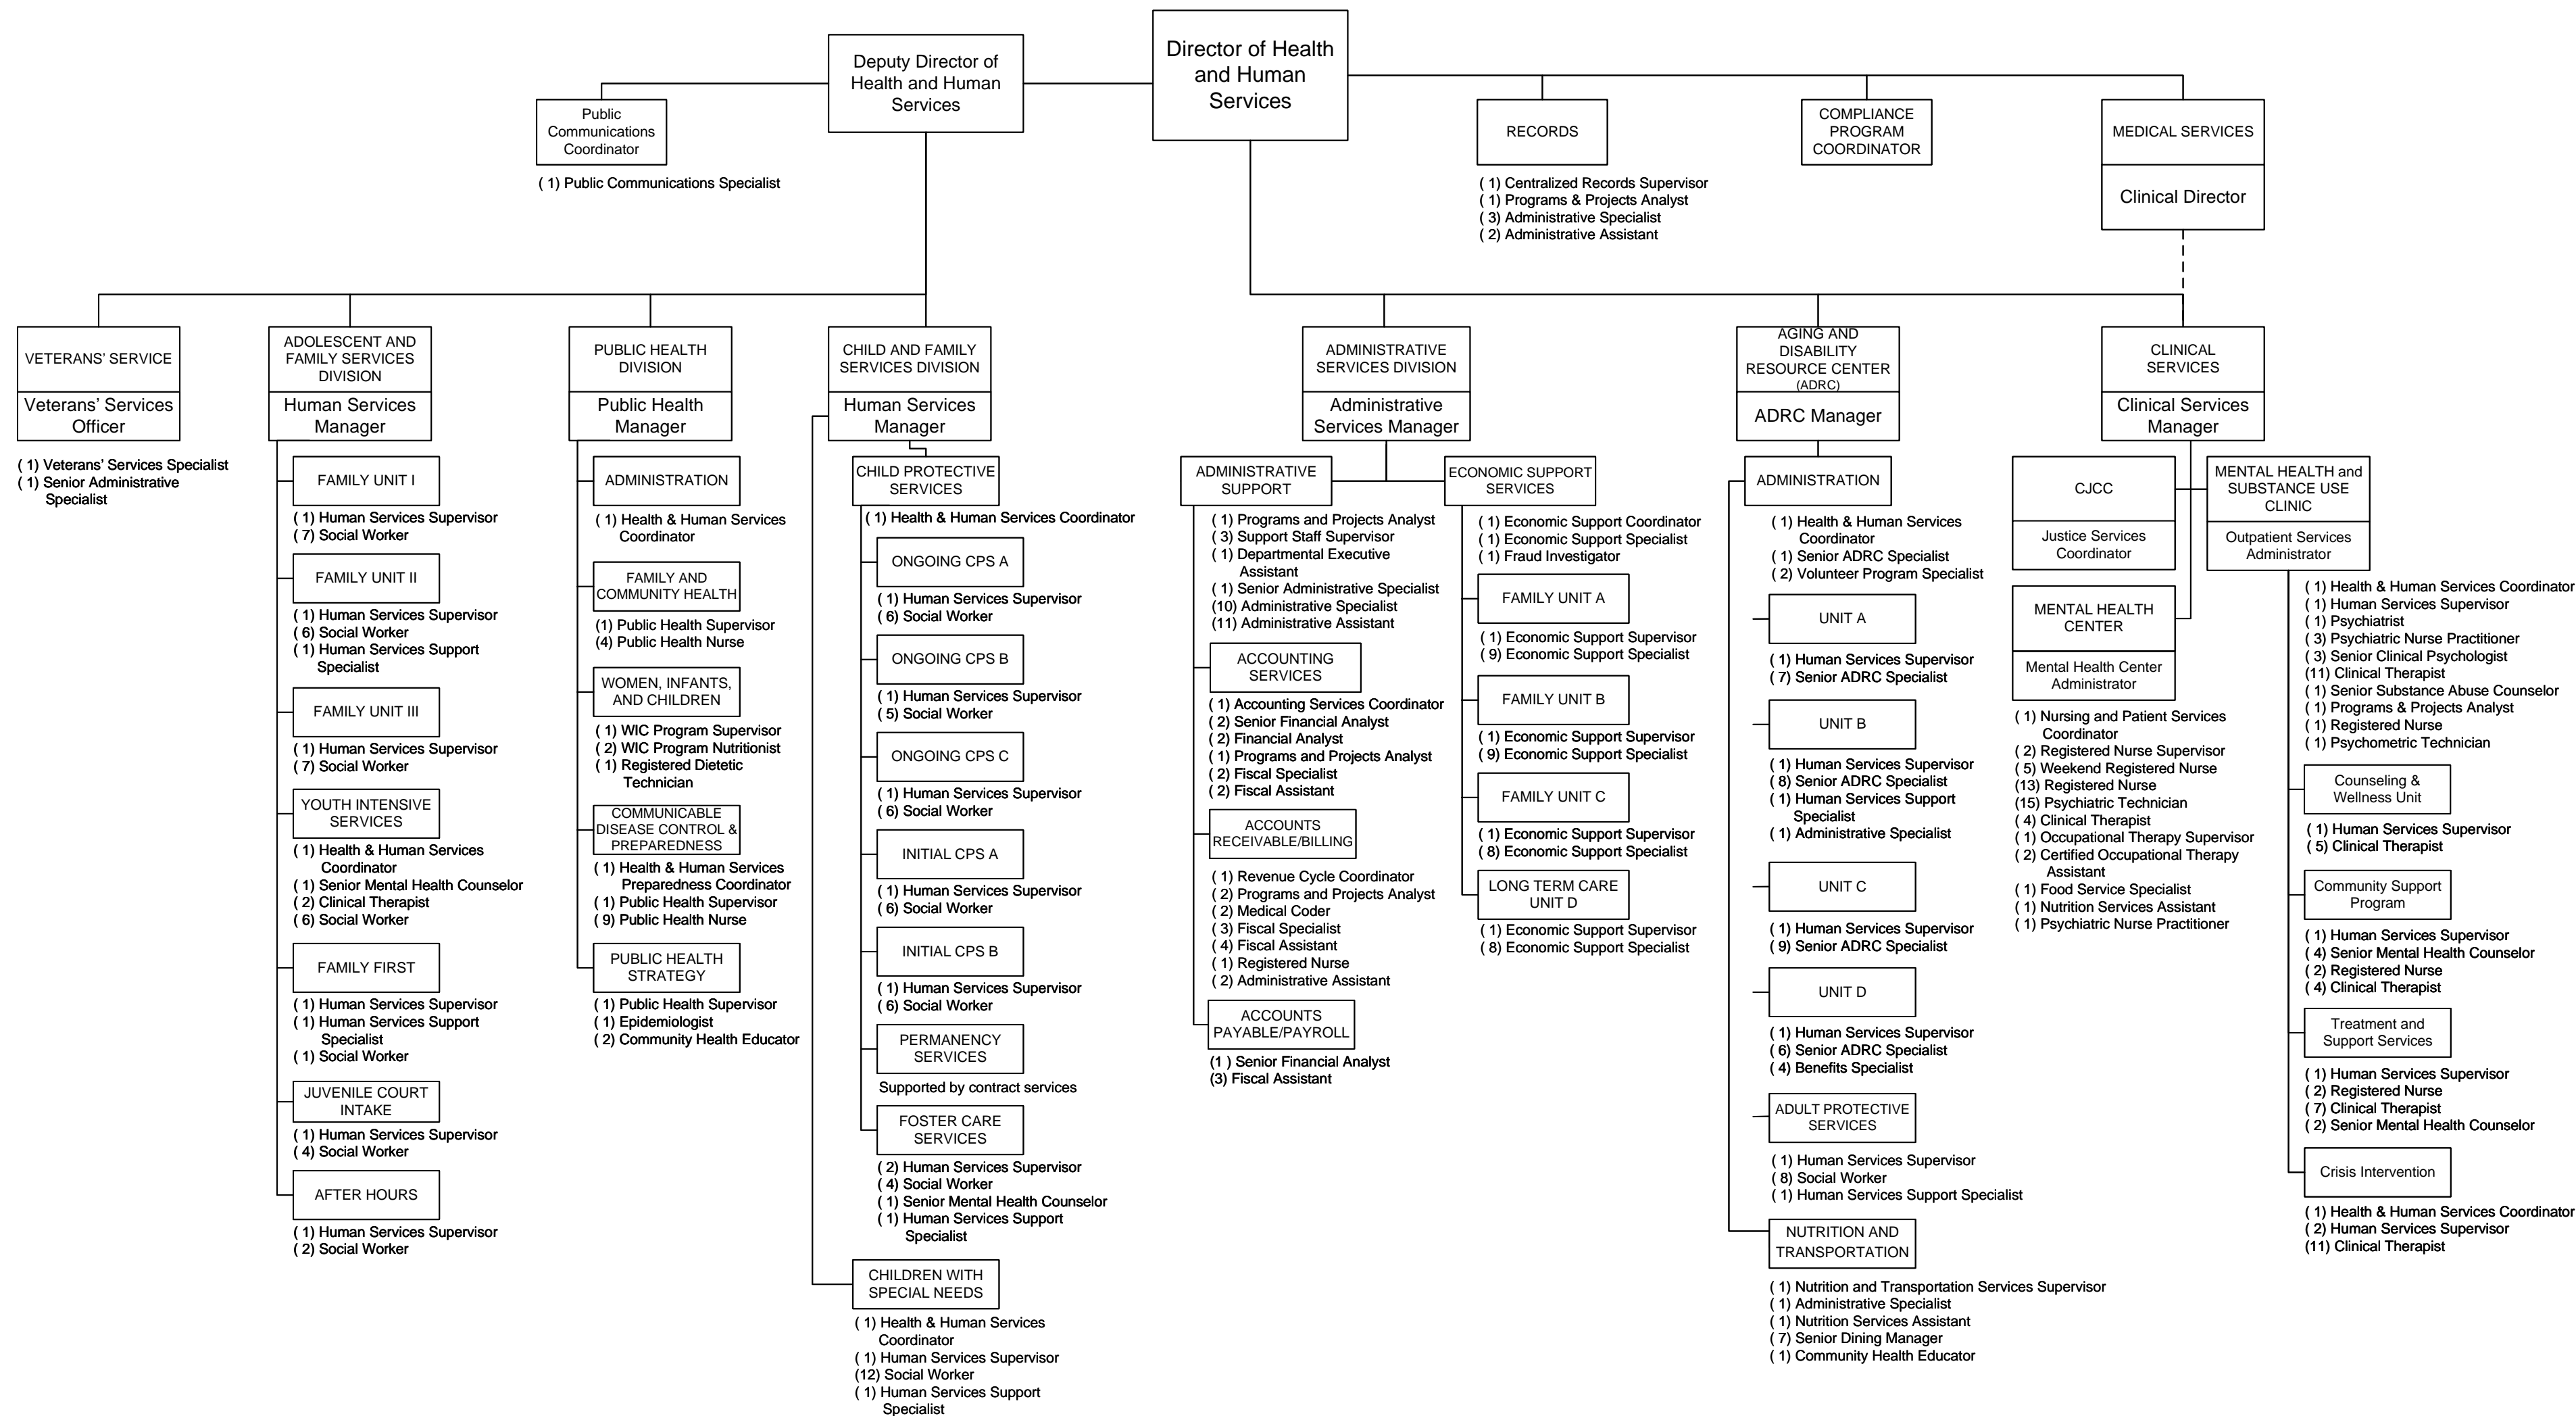 Director of Health
and Human
Services
Deputy Director of
Health and Human
Services
Public
Communications
Coordinator
( 1) Public Communications Specialist
RECORDS
( 1) Centralized Records Supervisor
( 1) Programs & Projects Analyst
( 3) Administrative Specialist
( 2) Administrative Assistant
COMPLIANCE
PROGRAM
COORDINATOR
MEDICAL SERVICES
Clinical Director
VETERANS' SERVICE
Veterans' Services
Officer
( 1) Veterans' Services Specialist
( 1) Senior Administrative
Specialist
ADOLESCENT AND
FAMILY SERVICES
DIVISION
Human Services
Manager
FAMILY UNIT I
( 1) Human Services Supervisor
( 7) Social Worker
FAMILY UNIT II
( 1) Human Services Supervisor
( 6) Social Worker
( 1) Human Services Support
Specialist
FAMILY UNIT III
( 1) Human Services Supervisor
( 7) Social Worker
YOUTH INTENSIVE
SERVICES
( 1) Health & Human Services
Coordinator
( 1) Senior Mental Health Counselor
( 2) Clinical Therapist
( 6) Social Worker
FAMILY FIRST
( 1) Human Services Supervisor
( 1) Human Services Support
Specialist
( 1) Social Worker
JUVENILE COURT
INTAKE
( 1) Human Services Supervisor
( 4) Social Worker
AFTER HOURS
( 1) Human Services Supervisor
( 2) Social Worker
PUBLIC HEALTH
DIVISION
Public Health
Manager
ADMINISTRATION
( 1) Health & Human Services
Coordinator
FAMILY AND
COMMUNITY HEALTH
(1) Public Health Supervisor
(4) Public Health Nurse
WOMEN, INFANTS,
AND CHILDREN
( 1) WIC Program Supervisor
( 2) WIC Program Nutritionist
( 1) Registered Dietetic
Technician
COMMUNICABLE
DISEASE CONTROL &
PREPAREDNESS
( 1) Health & Human Services
Preparedness Coordinator
( 1) Public Health Supervisor
( 9) Public Health Nurse
PUBLIC HEALTH
STRATEGY
( 1) Public Health Supervisor
( 1) Epidemiologist
( 2) Community Health Educator
CHILD AND FAMILY
SERVICES DIVISION
Human Services
Manager
CHILD PROTECTIVE
SERVICES
( 1) Health & Human Services Coordinator
ONGOING CPS A
( 1) Human Services Supervisor
( 6) Social Worker
ONGOING CPS B
( 1) Human Services Supervisor
( 5) Social Worker
ONGOING CPS C
( 1) Human Services Supervisor
( 6) Social Worker
INITIAL CPS A
( 1) Human Services Supervisor
( 6) Social Worker
INITIAL CPS B
( 1) Human Services Supervisor
( 6) Social Worker
PERMANENCY
SERVICES
Supported by contract services
FOSTER CARE
SERVICES
( 2) Human Services Supervisor
( 4) Social Worker
( 1) Senior Mental Health Counselor
( 1) Human Services Support
Specialist
CHILDREN WITH
SPECIAL NEEDS
( 1) Health & Human Services
Coordinator
( 1) Human Services Supervisor
(12) Social Worker
( 1) Human Services Support
Specialist
ADMINISTRATIVE
SERVICES DIVISION
Administrative
Services Manager
ADMINISTRATIVE
SUPPORT
( 1) Programs and Projects Analyst
( 3) Support Staff Supervisor
( 1) Departmental Executive
Assistant
( 1) Senior Administrative Specialist
(10) Administrative Specialist
(11) Administrative Assistant
ACCOUNTING
SERVICES
( 1) Accounting Services Coordinator
( 2) Senior Financial Analyst
( 2) Financial Analyst
( 1) Programs and Projects Analyst
( 2) Fiscal Specialist
( 2) Fiscal Assistant
ACCOUNTS
RECEIVABLE/BILLING
( 1) Revenue Cycle Coordinator
( 2) Programs and Projects Analyst
( 2) Medical Coder
( 3) Fiscal Specialist
( 4) Fiscal Assistant
( 1) Registered Nurse
( 2) Administrative Assistant
ACCOUNTS
PAYABLE/PAYROLL
(1 ) Senior Financial Analyst
(3) Fiscal Assistant
ECONOMIC SUPPORT
SERVICES
( 1) Economic Support Coordinator
( 1) Economic Support Specialist
( 1) Fraud Investigator
FAMILY UNIT A
( 1) Economic Support Supervisor
( 9) Economic Support Specialist
FAMILY UNIT B
( 1) Economic Support Supervisor
( 9) Economic Support Specialist
FAMILY UNIT C
( 1) Economic Support Supervisor
( 8) Economic Support Specialist
LONG TERM CARE
UNIT D
( 1) Economic Support Supervisor
( 8) Economic Support Specialist
AGING AND
DISABILITY
RESOURCE CENTER
(ADRC)
ADRC Manager
ADMINISTRATION
( 1) Health & Human Services
Coordinator
( 1) Senior ADRC Specialist
( 2) Volunteer Program Specialist
UNIT A
( 1) Human Services Supervisor
( 7) Senior ADRC Specialist
UNIT B
( 1) Human Services Supervisor
( 8) Senior ADRC Specialist
( 1) Human Services Support
Specialist
( 1) Administrative Specialist
UNIT C
( 1) Human Services Supervisor
( 9) Senior ADRC Specialist
UNIT D
( 1) Human Services Supervisor
( 6) Senior ADRC Specialist
( 4) Benefits Specialist
ADULT PROTECTIVE
SERVICES
( 1) Human Services Supervisor
( 8) Social Worker
( 1) Human Services Support Specialist
NUTRITION AND
TRANSPORTATION
( 1) Nutrition and Transportation Services Supervisor
( 1) Administrative Specialist
( 1) Nutrition Services Assistant
( 7) Senior Dining Manager
( 1) Community Health Educator
CLINICAL
SERVICES
Clinical Services
Manager
CJCC
Justice Services
Coordinator
MENTAL HEALTH
CENTER
Mental Health Center
Administrator
( 1) Nursing and Patient Services
Coordinator
( 2) Registered Nurse Supervisor
( 5) Weekend Registered Nurse
(13) Registered Nurse
(15) Psychiatric Technician
( 4) Clinical Therapist
( 1) Occupational Therapy Supervisor
( 2) Certified Occupational Therapy
Assistant
( 1) Food Service Specialist
( 1) Nutrition Services Assistant
( 1) Psychiatric Nurse Practitioner
MENTAL HEALTH and
SUBSTANCE USE
CLINIC
Outpatient Services
Administrator
( 1) Health & Human Services Coordinator
( 1) Human Services Supervisor
( 1) Psychiatrist
( 3) Psychiatric Nurse Practitioner
( 3) Senior Clinical Psychologist
(11) Clinical Therapist
( 1) Senior Substance Abuse Counselor
( 1) Programs & Projects Analyst
( 1) Registered Nurse
( 1) Psychometric Technician
Counseling &
Wellness Unit
( 1) Human Services Supervisor
( 5) Clinical Therapist
Community Support
Program
( 1) Human Services Supervisor
( 4) Senior Mental Health Counselor
( 2) Registered Nurse
( 4) Clinical Therapist
Treatment and
Support Services
( 1) Human Services Supervisor
( 2) Registered Nurse
( 7) Clinical Therapist
( 2) Senior Mental Health Counselor
Crisis Intervention
( 1) Health & Human Services Coordinator
( 2) Human Services Supervisor
(11) Clinical Therapist